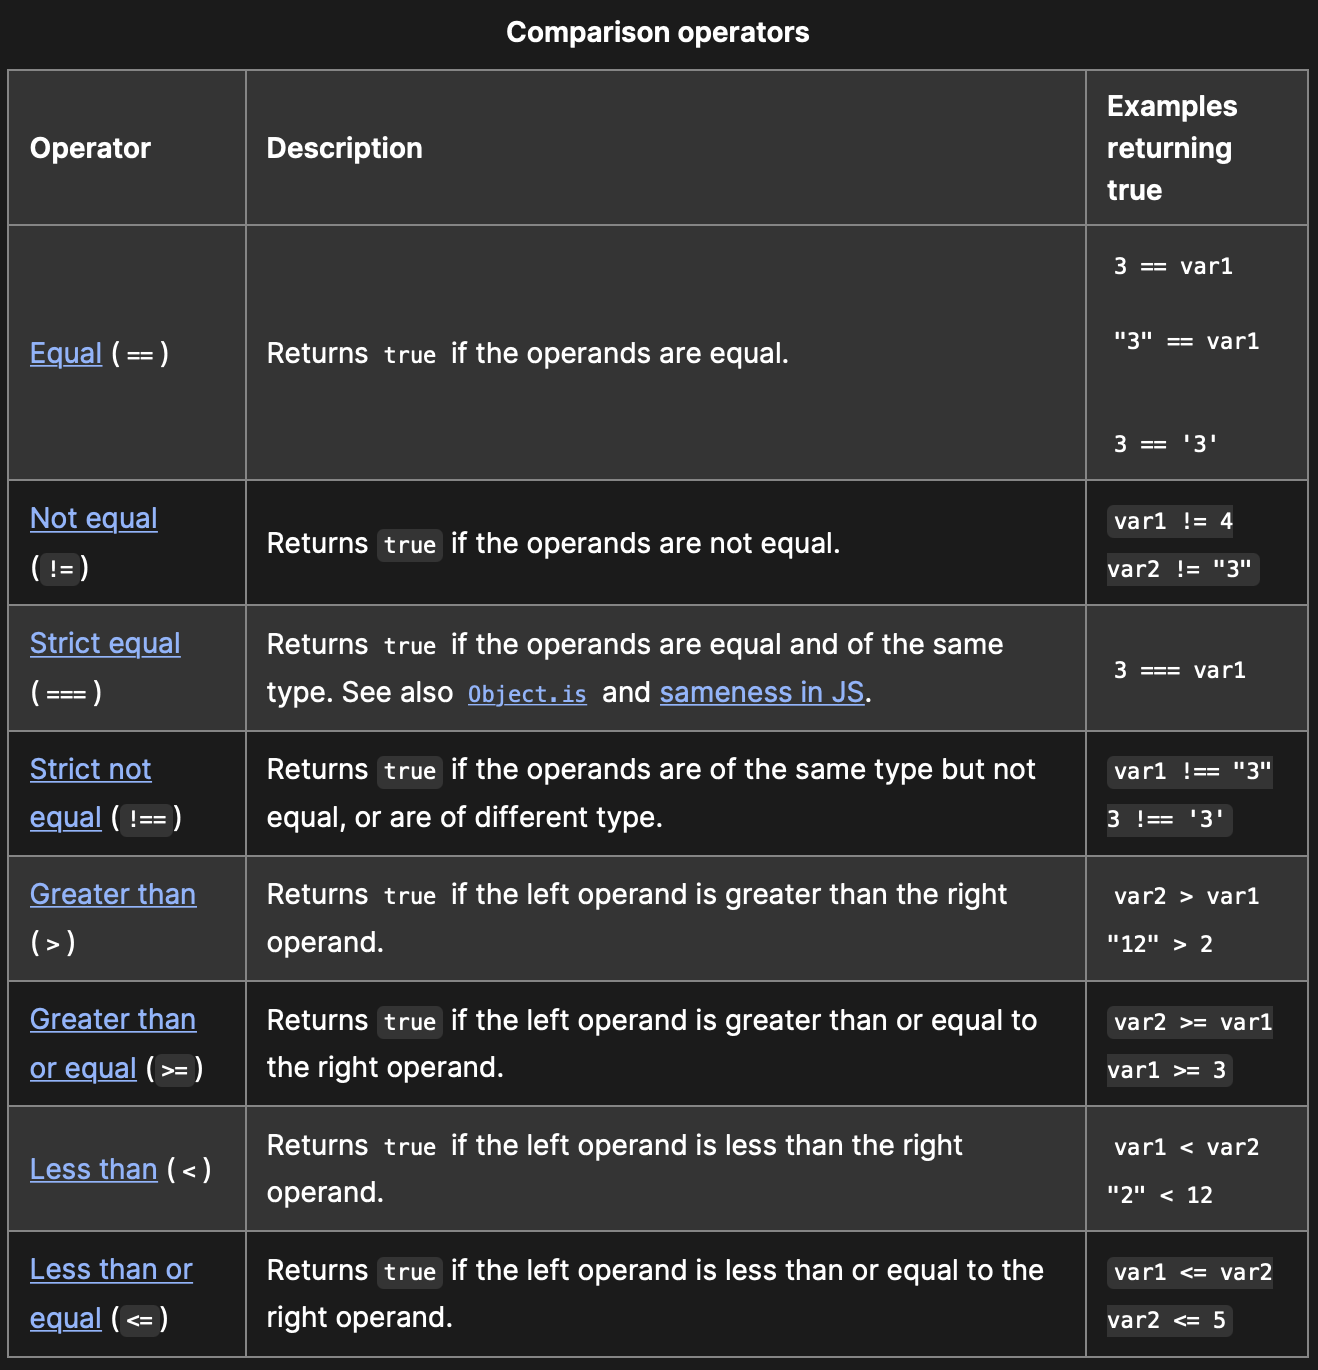 Comparison operators
Operator
Description
Examples
returning
true
Equal (==)
Returns true if the operands are equal.
3 == var1
"3" == var1
3 == '3'
Not equal
(!=)
Returns true if the operands are not equal.
var1 != 4
var2 != "3"
Strict equal
(===)
Returns true if the operands are equal and of the same
type. See also Object.is and sameness in JS.
3 === var1
Strict not
equal (!==)
Returns true if the operands are of the same type but not
equal, or are of different type.
var1 !== "3"
3 !== '3'
Greater than
(>)
Returns true if the left operand is greater than the right
operand.
var2 > var1
"12" > 2
Greater than
or equal (>=)
Returns true if the left operand is greater than or equal to
the right operand.
var2 >= var1
var1 >= 3
Less than (<)
Returns true if the left operand is less than the right
operand.
var1 < var2
"2" < 12
Less than or
equal (<=)
Returns true if the left operand is less than or equal to the
right operand.
var1 <= var2
var2 <= 5